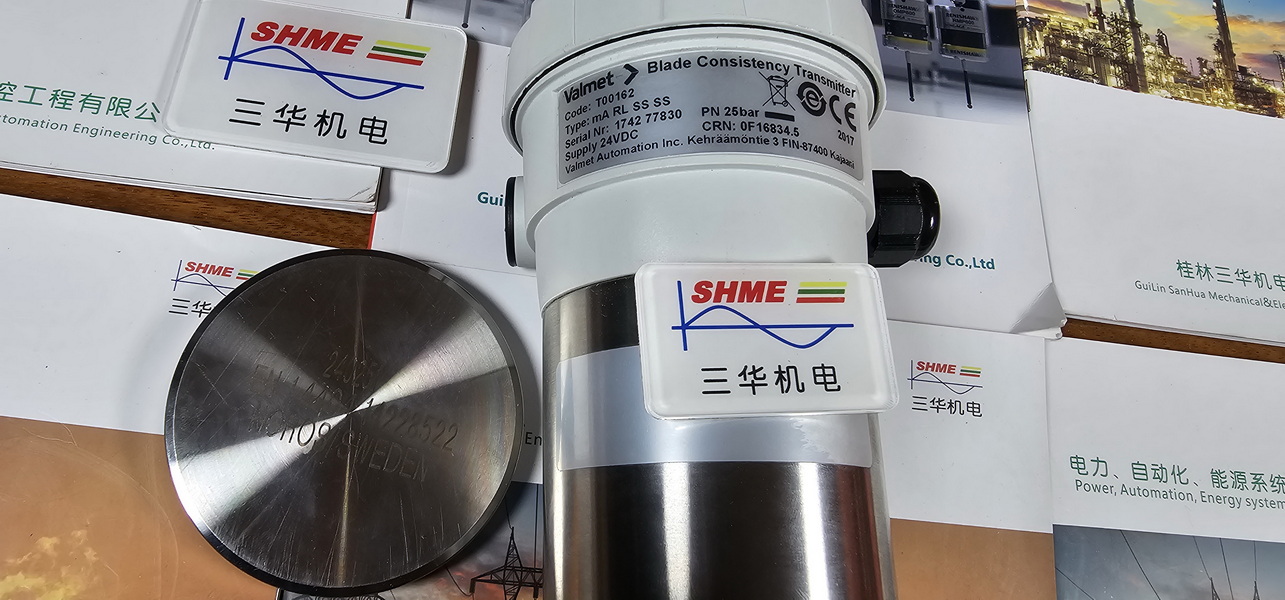 SHME
三华机电
控工程有限公
tomation Engineering Co.,Ltd.
Valmet
Blade Consistency Transmitter
Code: T00162
Type: mA RL SS SS
PN 25bar
Serial Nr: 1742 77830
CRN: 0F16834.5
2017
Supply 24VDC
Valmet Automation Inc. Kehräämöntie 3 FIN-87400 Kajaani
CE
Gui
ng Co.,Ltd
SHME
三华
SHME
三华机电
SWEDEN
SHME
三华机电
桂林三华机电
GuiLin SanHua Mechanical&Ele
电力、自动化、能源系统
Power, Automation, Energy system
En